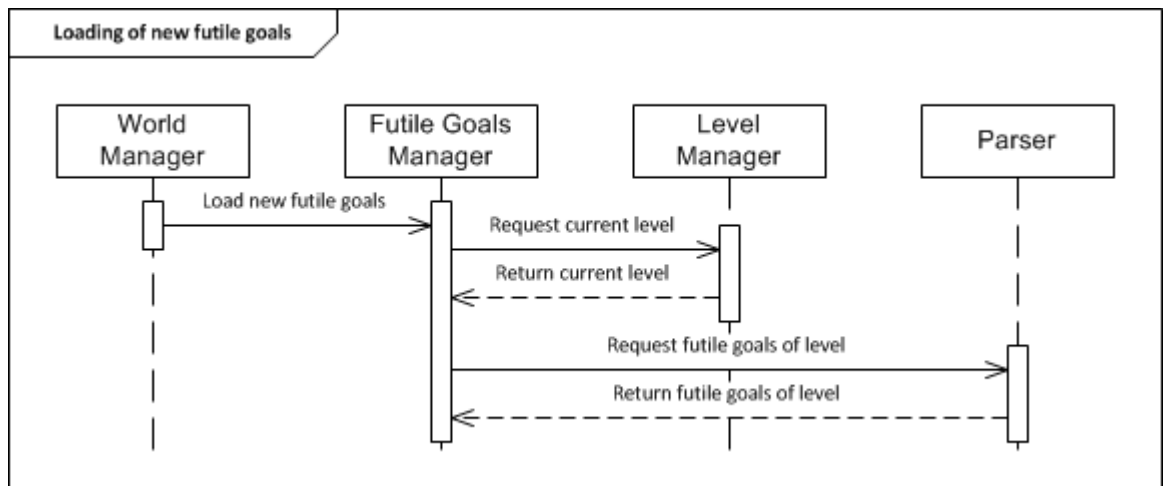 Loading of new futile goals
World
Manager
Futile Goals
Manager
Level
Manager
Parser
Load new futile goals
Request current level
Return current level
Request futile goals of level
Return futile goals of level